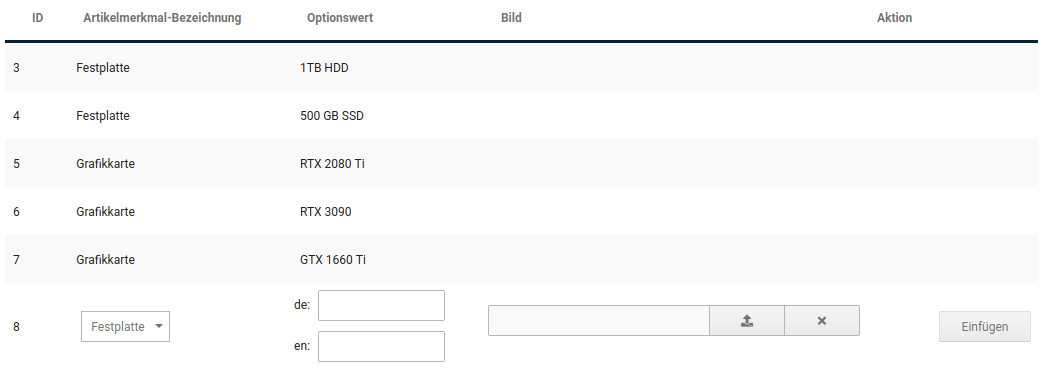 ID Artikelmerkmal-Bezeichnung Optionswert Bild Aktion
3 Festplatte 1TB HDD
4 Festplatte 500 GB SSD
5 Grafikkarte RTX 2080 Ti
6 Grafikkarte RTX 3090
7 Grafikkarte GTX 1660 Ti
de:
8 Festplatte Einfügen
en: